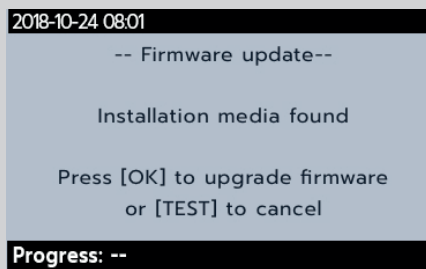 2018-10-24 08:01
-- Firmware update--
Installation media found
Press [OK] to upgrade firmware
or [TEST] to cancel
Progress: --